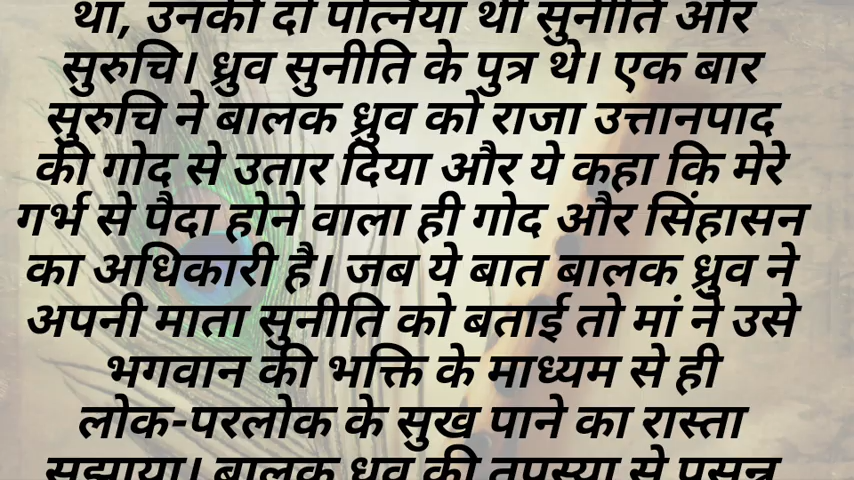 था, उनकी दो पत्नियां थीं सुनीति और
सुरुचि। ध्रुव सुनीति के पुत्र थे। एक बार
सुरुचि ने बालक ध्रुव को राजा उत्तानपाद
की गोद से उतार दिया और ये कहा कि मेरे
गर्भ से पैदा होने वाला ही गोद और सिंहासन
का अधिकारी है। जब ये बात बालक ध्रुव ने
अपनी माता सुनीति को बताई तो मां ने उसे
भगवान की भक्ति के माध्यम से ही
लोक-परलोक के सुख पाने का रास्ता
सुझाया। बालक ध्रुव की तपस्या से प्रसन्न